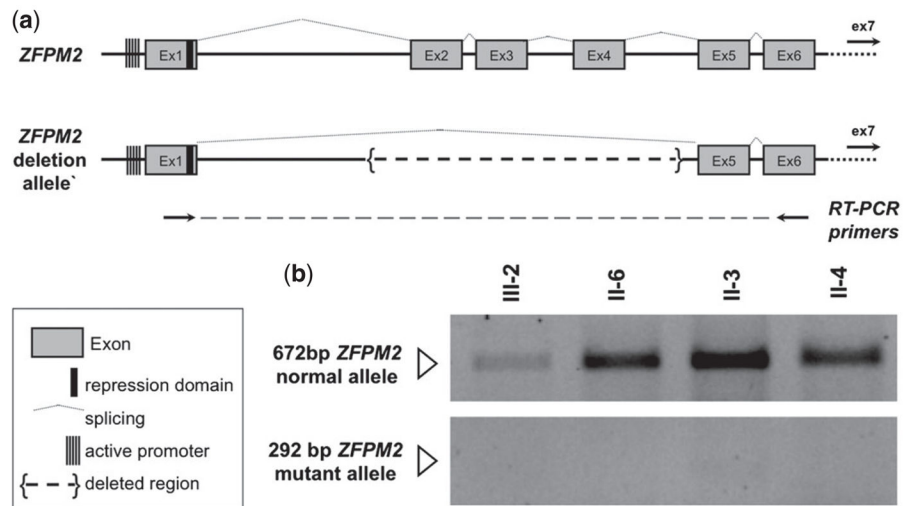 (a)
ex7
ZFPM2
Ex1
Ex2
Ex3
Ex4
Ex5
Ex6
ZFPM2
deletion
allele`
ex7
Ex1
Ex5
Ex6
RT-PCR
primers
Exon
repression domain
splicing
active promoter
deleted region
(b)
III-2
II-6
II-3
II-4
672bp ZFPM2
normal allele
292 bp ZFPM2
mutant allele